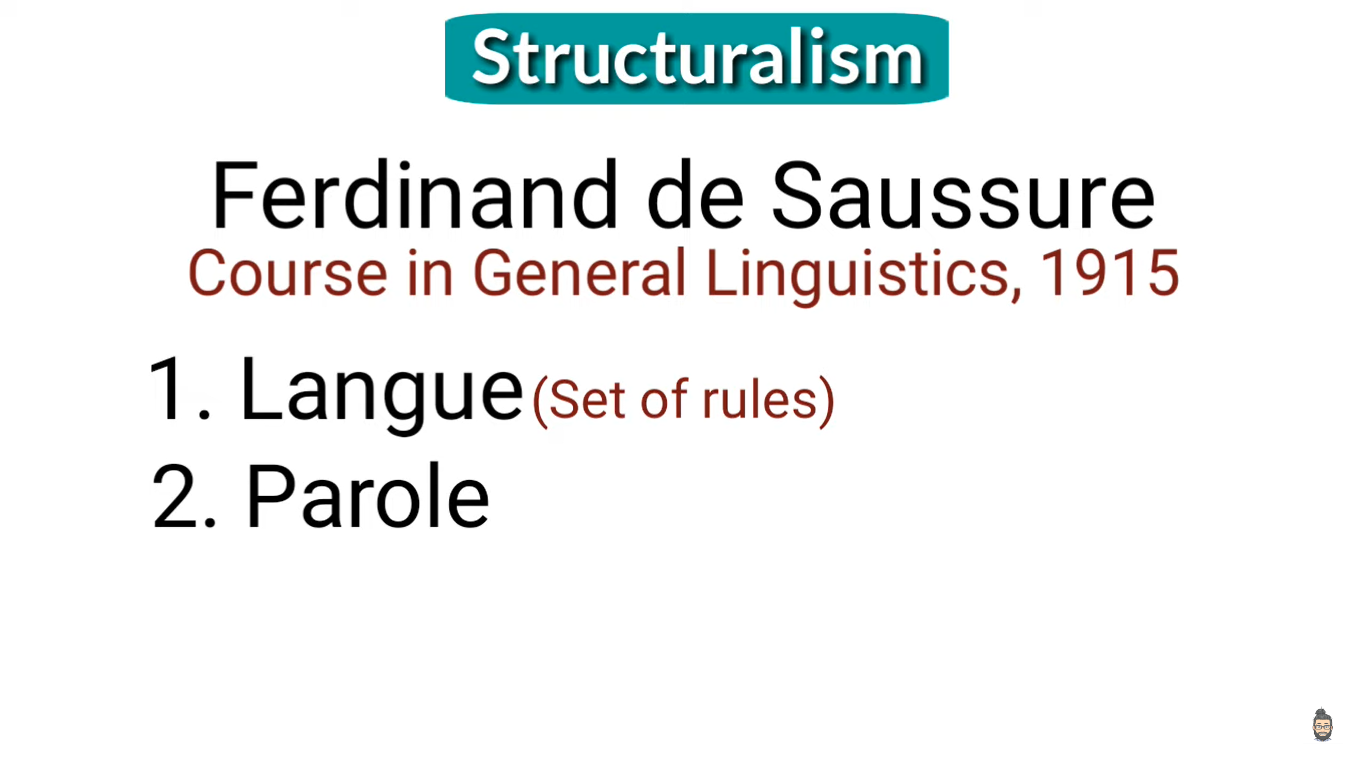 Structuralism
Ferdinand de Saussure
Course in General Linguistics, 1915
1. Langue (Set of rules)
2. Parole